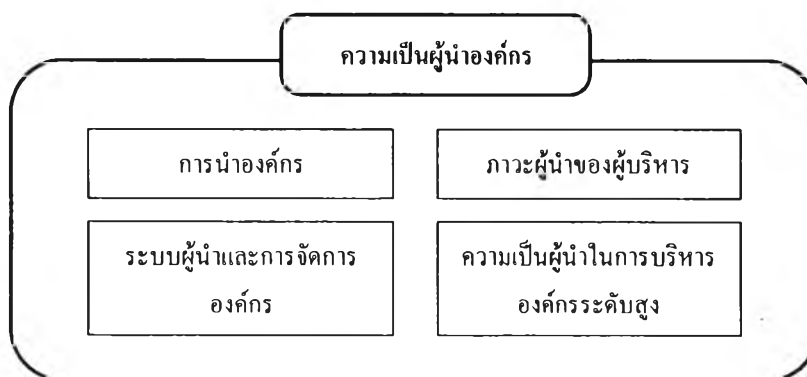 ความเป็นผู้นำองค์กร
การนำองค์กร
ภาวะผู้นำของผู้บริหาร
ระบบผู้นำและการจัดการ
องค์กร
ความเป็นผู้นำในการบริหาร
องค์กรระดับสูง